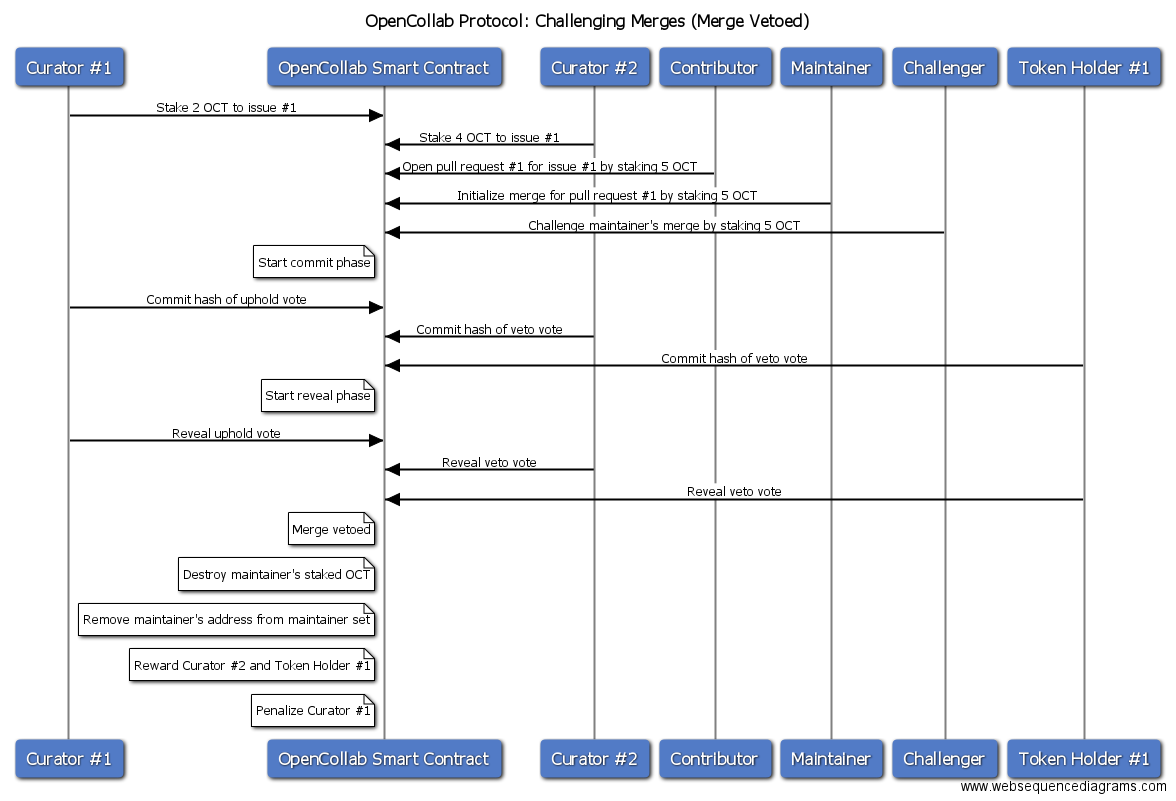 OpenCollab Protocol: Challenging Merges (Merge Vetoed)
Curator #1
OpenCollab Smart Contract
Curator #2
Contributor
Maintainer
Challenger
Token Holder #1
Stake 2 OCT to issue #1
Stake 4 OCT to issue #1
Open pull request #1 for issue #1 by staking 5 OCT
Initialize merge for pull request #1 by staking 5 OCT
Challenge maintainer's merge by staking 5 OCT
Start commit phase
Commit hash of uphold vote
Commit hash of veto vote
Commit hash of veto vote
Start reveal phase
Reveal uphold vote
Reveal veto vote
Reveal veto vote
Merge vetoed
Destroy maintainer's staked OCT
Remove maintainer's address from maintainer set
Reward Curator #2 and Token Holder #1
Penalize Curator #1
Curator #1
OpenCollab Smart Contract
Curator #2
Contributor
Maintainer
Challenger
Token Holder #1
www.websequencediagrams.com